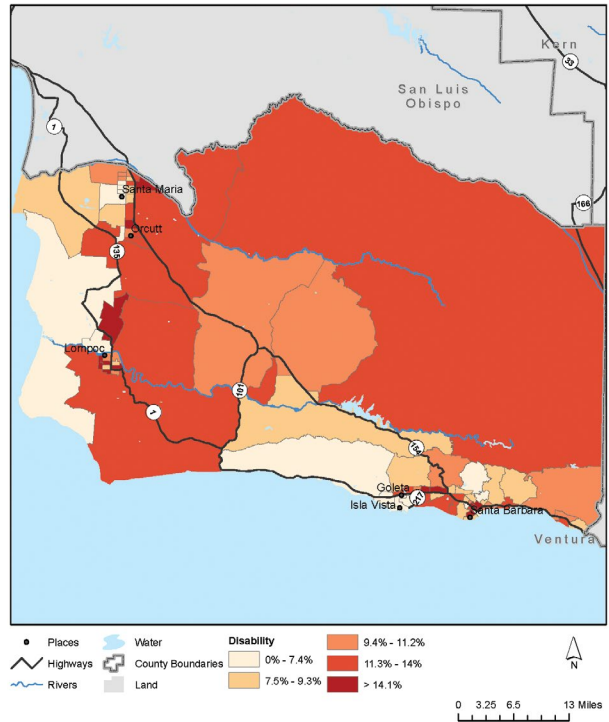 Kern
33
San Luis
Obispo
1
166
Santa Maria
Orcutt
135
Lompoc
101
1
154
Goleta
217
Isla Vista
Santa Barbara
Ventura
Places
Water
Disability
9.4% - 11.2%
Highways
County Boundaries
0% - 7.4%
11.3% - 14%
Rivers
Land
7.5% - 9.3%
> 14.1%
N
0 3.25 6.5 13 Miles